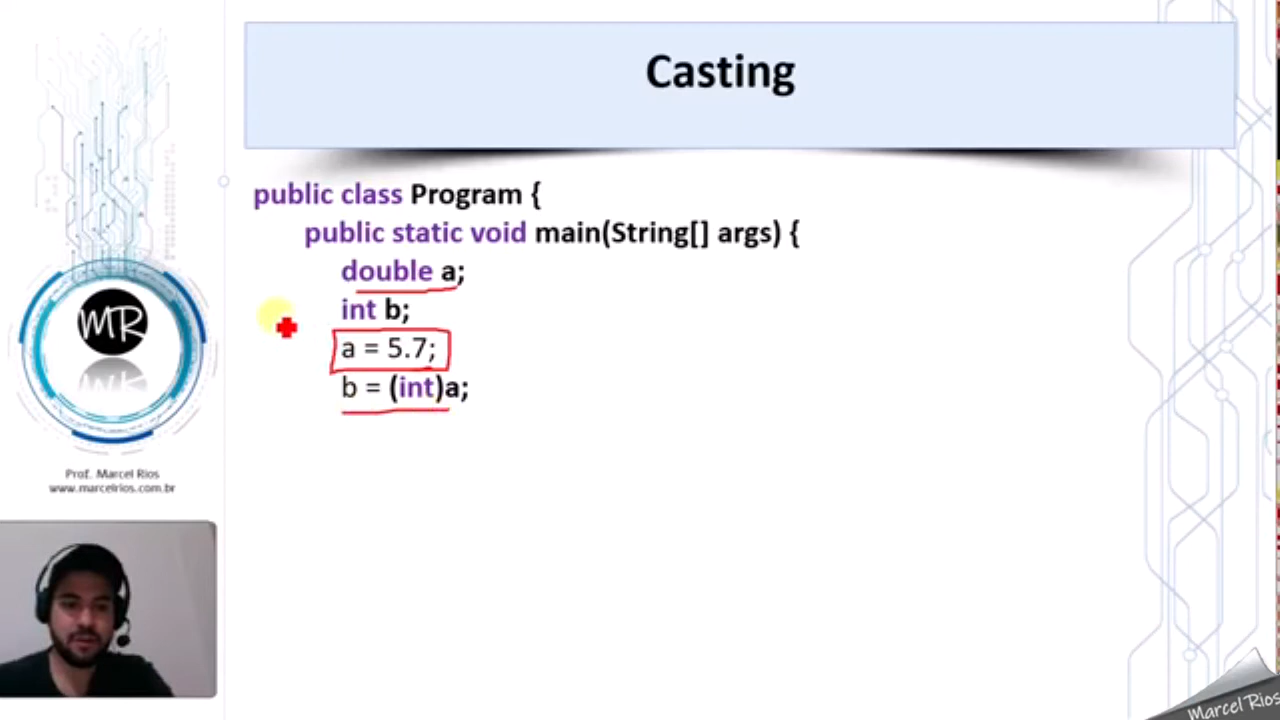 Casting
public class Program {
public static void main(String[] args) {
double a;
int b;
a = 5.7;
b = (int)a;
MR
Prof. Marcel Rios
www.marcelrios.com.br
Marcel Rios